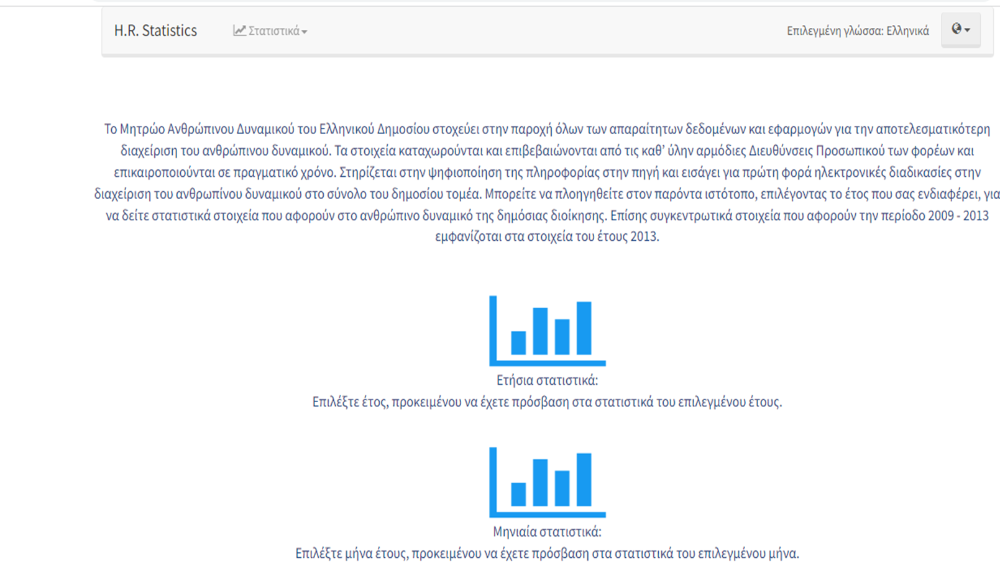 H.R. Statistics Στατιστικά Επιλεγμένη γλώσσα: Ελληνικά
Το Μητρώο Ανθρώπινου Δυναμικού του Ελληνικού Δημοσίου στοχεύει στην παροχή όλων των απαραίτητων δεδομένων και εφαρμογών για την αποτελεσματικότερη
διαχείριση του ανθρώπινου δυναμικού. Τα στοιχεία καταχωρούνται και επιβεβαιώνονται από τις καθ’ ύλην αρμόδιες Διευθύνσεις Προσωπικού των φορέων και
επικαιροποιούνται σε πραγματικό χρόνο. Στηρίζεται στην ψηφιοποίηση της πληροφορίας στην πηγή και εισάγει για πρώτη φορά ηλεκτρονικές διαδικασίες στην
διαχείριση του ανθρωπίνου δυναμικού στο σύνολο του δημοσίου τομέα. Μπορείτε να πλοηγηθείτε στον παρόντα ιστότοπο, επιλέγοντας το έτος που σας ενδιαφέρει, για
να δείτε στατιστικά στοιχεία που αφορούν στο ανθρώπινο δυναμικό της δημόσιας διοίκησης. Επίσης συγκεντρωτικά στοιχεία που αφορούν την περίοδο 2009 - 2013
εμφανίζοται στα στοιχεία του έτους 2013.
Ετήσια στατιστικά:
Επιλέξτε έτος, προκειμένου να έχετε πρόσβαση στα στατιστικά του επιλεγμένου έτους.
Μηνιαία στατιστικά:
Επιλέξτε μήνα έτους, προκειμένου να έχετε πρόσβαση στα στατιστικά του επιλεγμένου μήνα.